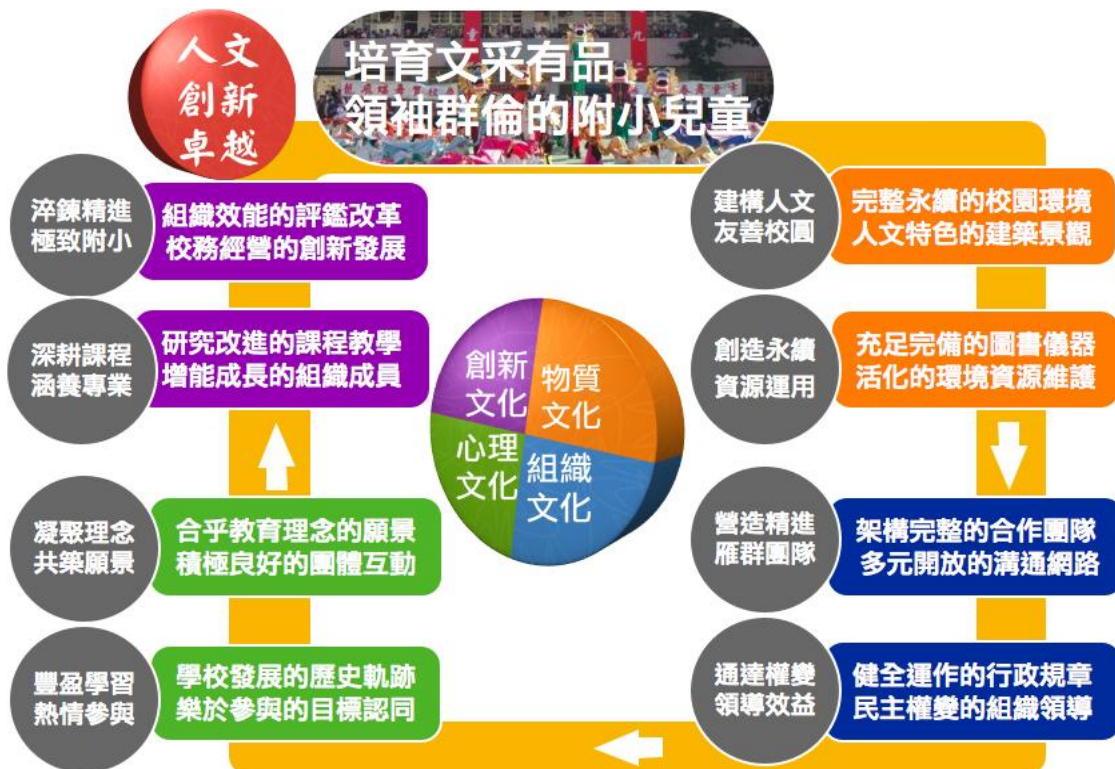 人文
創新
卓越
培育文采有品
領袖群倫的附小兒童
淬鍊精進
極致附小
組織效能的評鑑改革
校務經營的創新發展
深耕課程
涵養專業
研究改進的課程教學
增能成長的組織成員
凝聚理念
共築願景
合乎教育理念的願景
積極良好的團體互動
豐盈學習
熱情參與
學校發展的歷史軌跡
樂於參與的目標認同
創新
文化
物質
文化
心理
文化
組織
文化
建構人文
友善校圓
完整永續的校園環境
人文特色的建築景觀
創造永續
資源運用
充足完備的圖書儀器
活化的環境資源維護
營造精進
雁群團隊
架構完整的合作團隊
多元開放的溝通網路
通達權變
領導效益
健全運作的行政規章
民主權變的組織領導